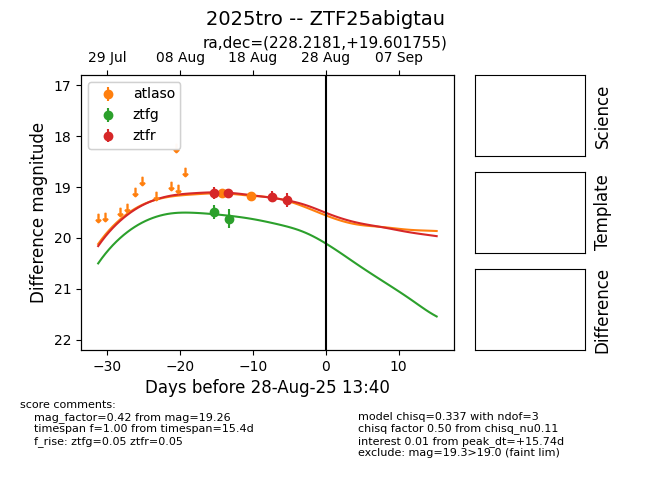 2025tro -- ZTF25abigtau
ra,dec=(228.2181,+19.601755)
29 Jul 08 Aug 18 Aug 28 Aug 07 Sep
atlaso
ztfg
ztfr
17
18
19
20
21
22
Difference magnitude
−30 −20 −10 0 10
Days before 28-Aug-25 13:40
Science
Template
Difference
score comments:
mag_factor=0.42 from mag=19.26
timespan f=1.00 from timespan=15.4d
f_rise: ztfg=0.05 ztfr=0.05
model chisq=0.337 with ndof=3
chisq factor 0.50 from chisq_nu0.11
interest 0.01 from peak_dt=+15.74d
exclude: mag=19.3>19.0 (faint lim)